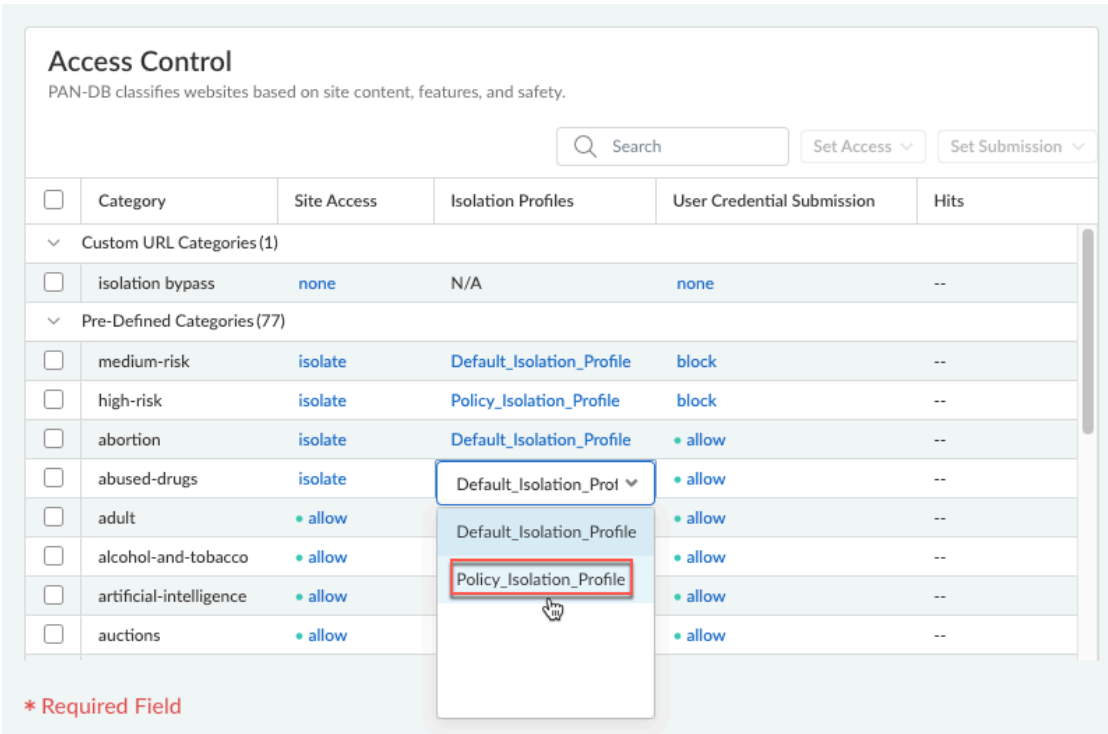 Access Control
PAN-DB classifies websites based on site content, features, and safety.
Search Set Access Set Submission
Category Site Access Isolation Profiles User Credential Submission Hits
Custom URL Categories (1)
isolation bypass none N/A none --
Pre-Defined Categories (77)
medium-risk isolate Default_Isolation_Profile block --
high-risk isolate Policy_Isolation_Profile block --
abortion isolate Default_Isolation_Profile • allow --
abused-drugs isolate Default_Isolation_Prof • allow --
adult • allow Default_Isolation_Profile • allow --
alcohol-and-tobacco • allow Policy_Isolation_Profile • allow --
artificial-intelligence • allow • allow --
auctions • allow • allow --
* Required Field